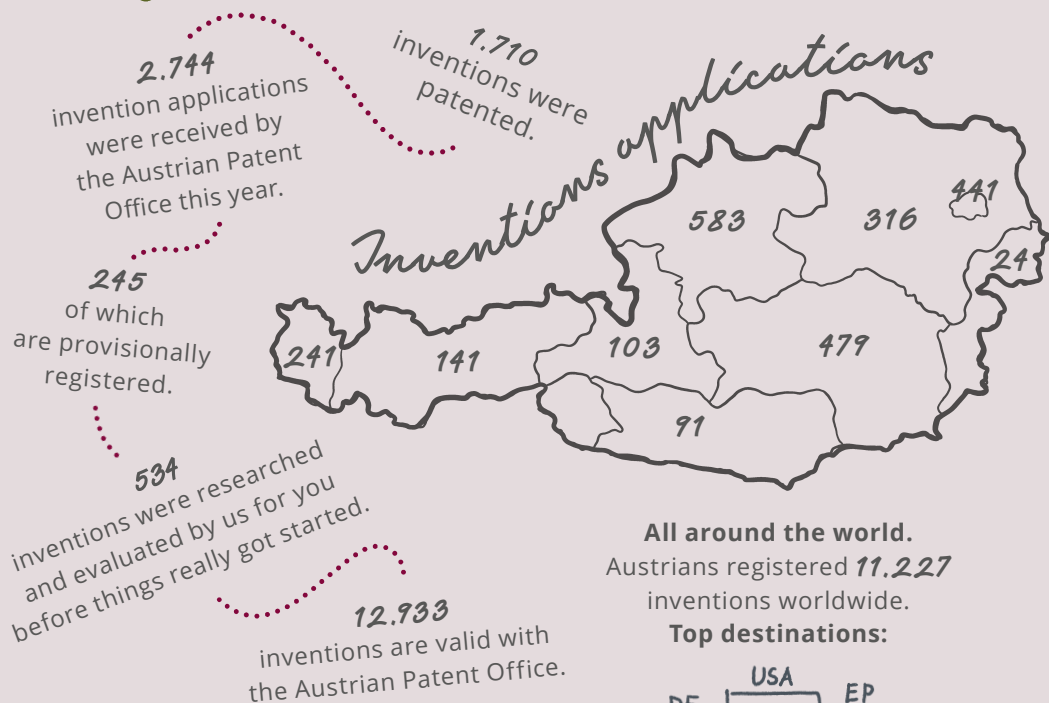 2.744
invention applications
were received by
the Austrian Patent
Office this year.
1.710
inventions were
patented.
Inventions applications
245
of which
are provisionally
registered.
534
inventions were researched
and evaluated by us for you
before things really got started.
12.933
inventions are valid with
the Austrian Patent Office.
441
583
316
24
241
141
103
479
91
All around the world.
Austrians registered 11.227
inventions worldwide.
Top destinations:
USA
DE
EP